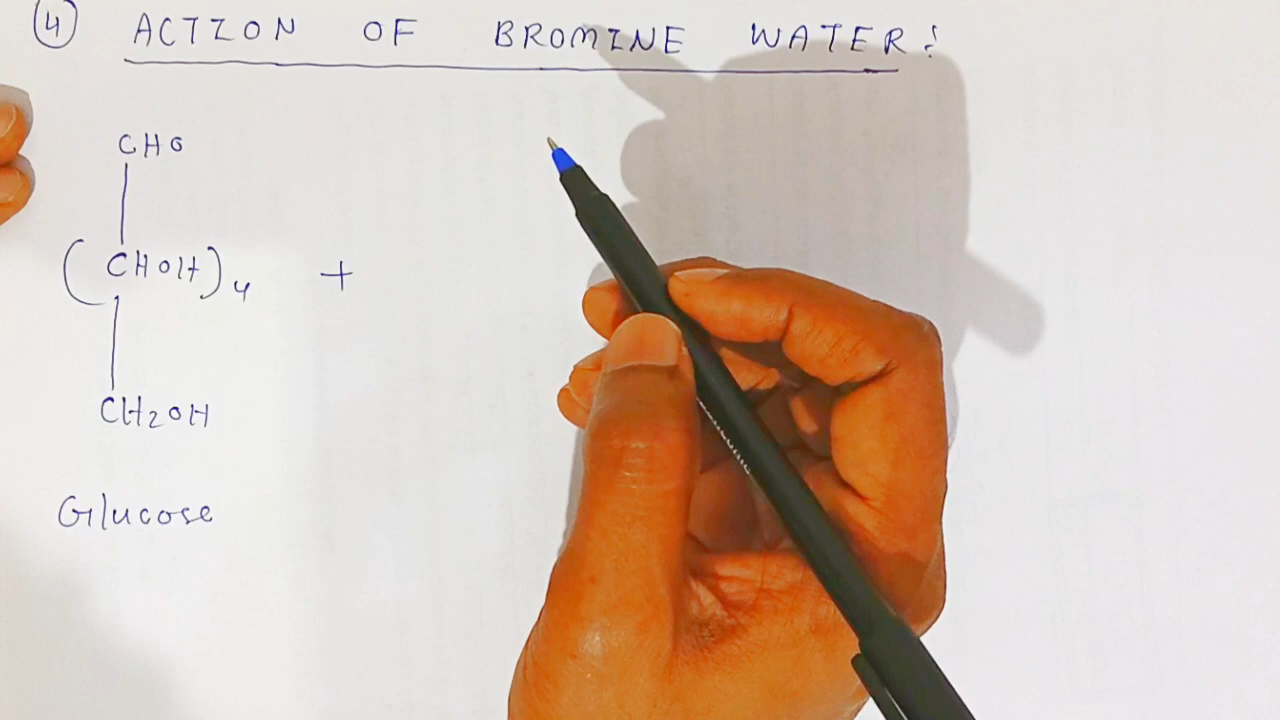 4 ACTION OF BROMINE WATER:
CHO
(CHOH)4 +
CH2OH
Glucose